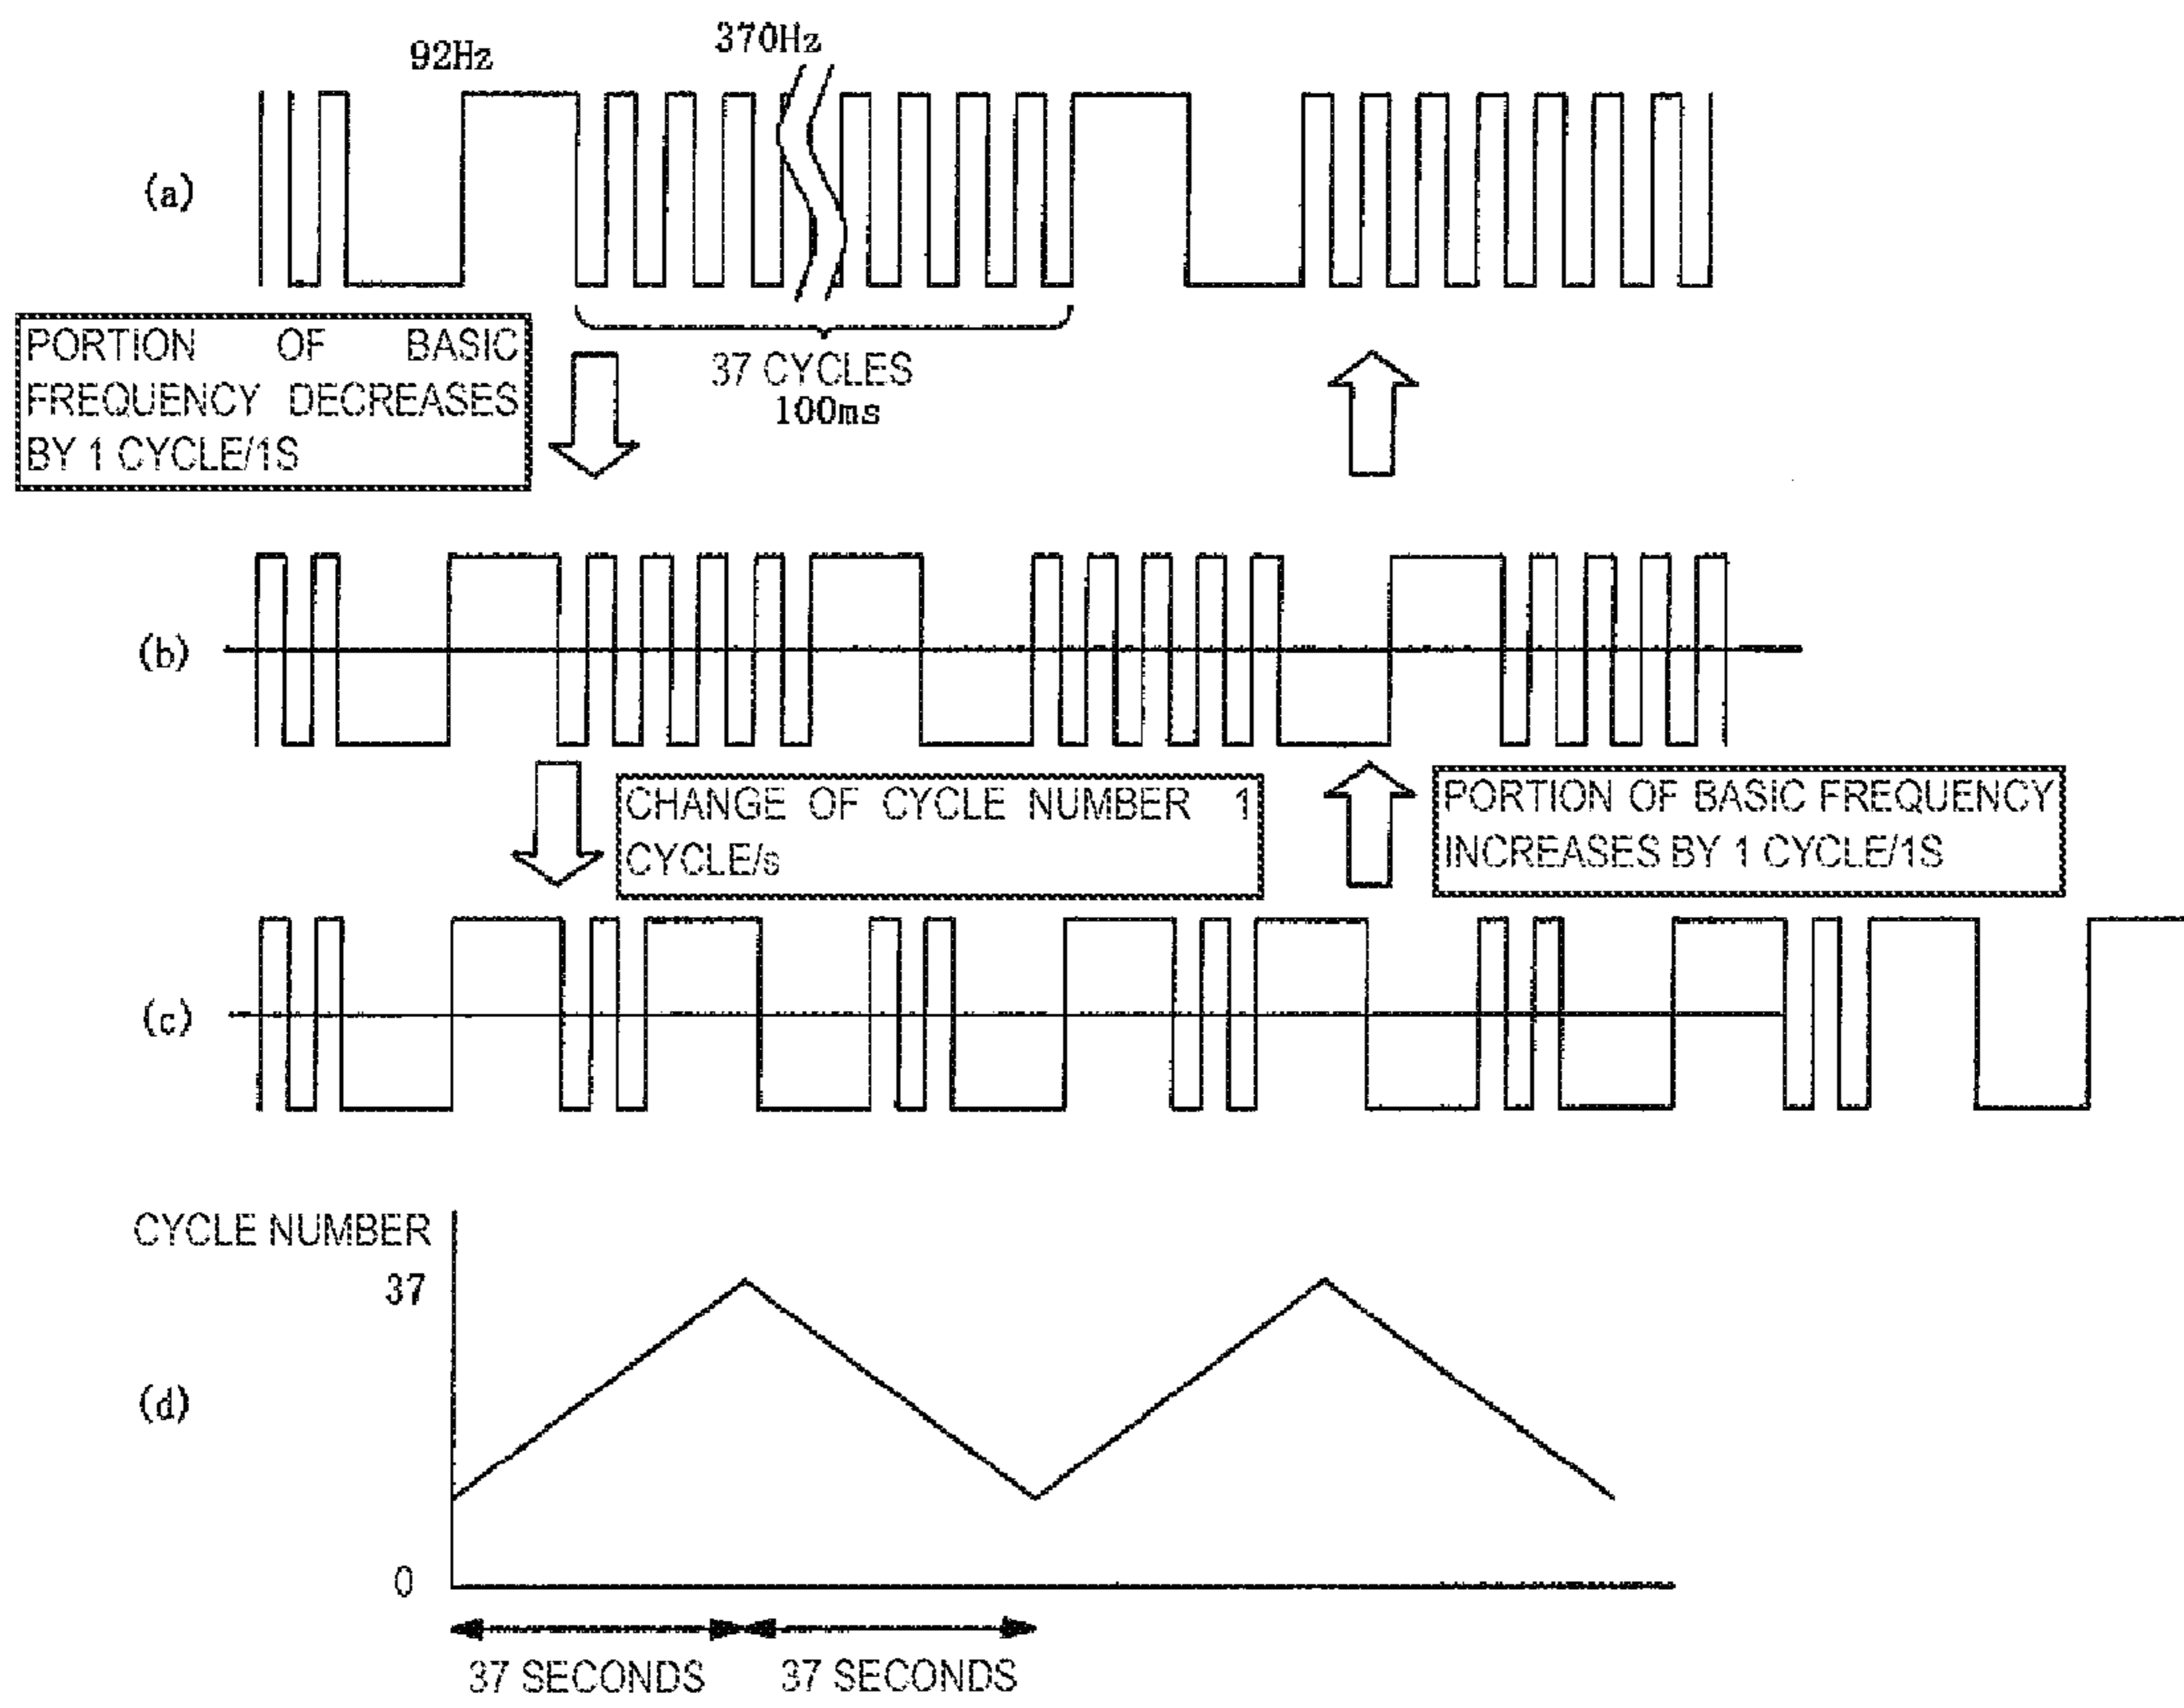 92Hz
370Hz
(a)
PORTION OF BASIC
FREQUENCY DECREASES
BY 1 CYCLE/1S
37 CYCLES
100ms
(b)
CHANGE OF CYCLE NUMBER 1
CYCLE/s
PORTION OF BASIC FREQUENCY
INCREASES BY 1 CYCLE/1S
(c)
CYCLE NUMBER
37
(d)
0
37 SECONDS
37 SECONDS